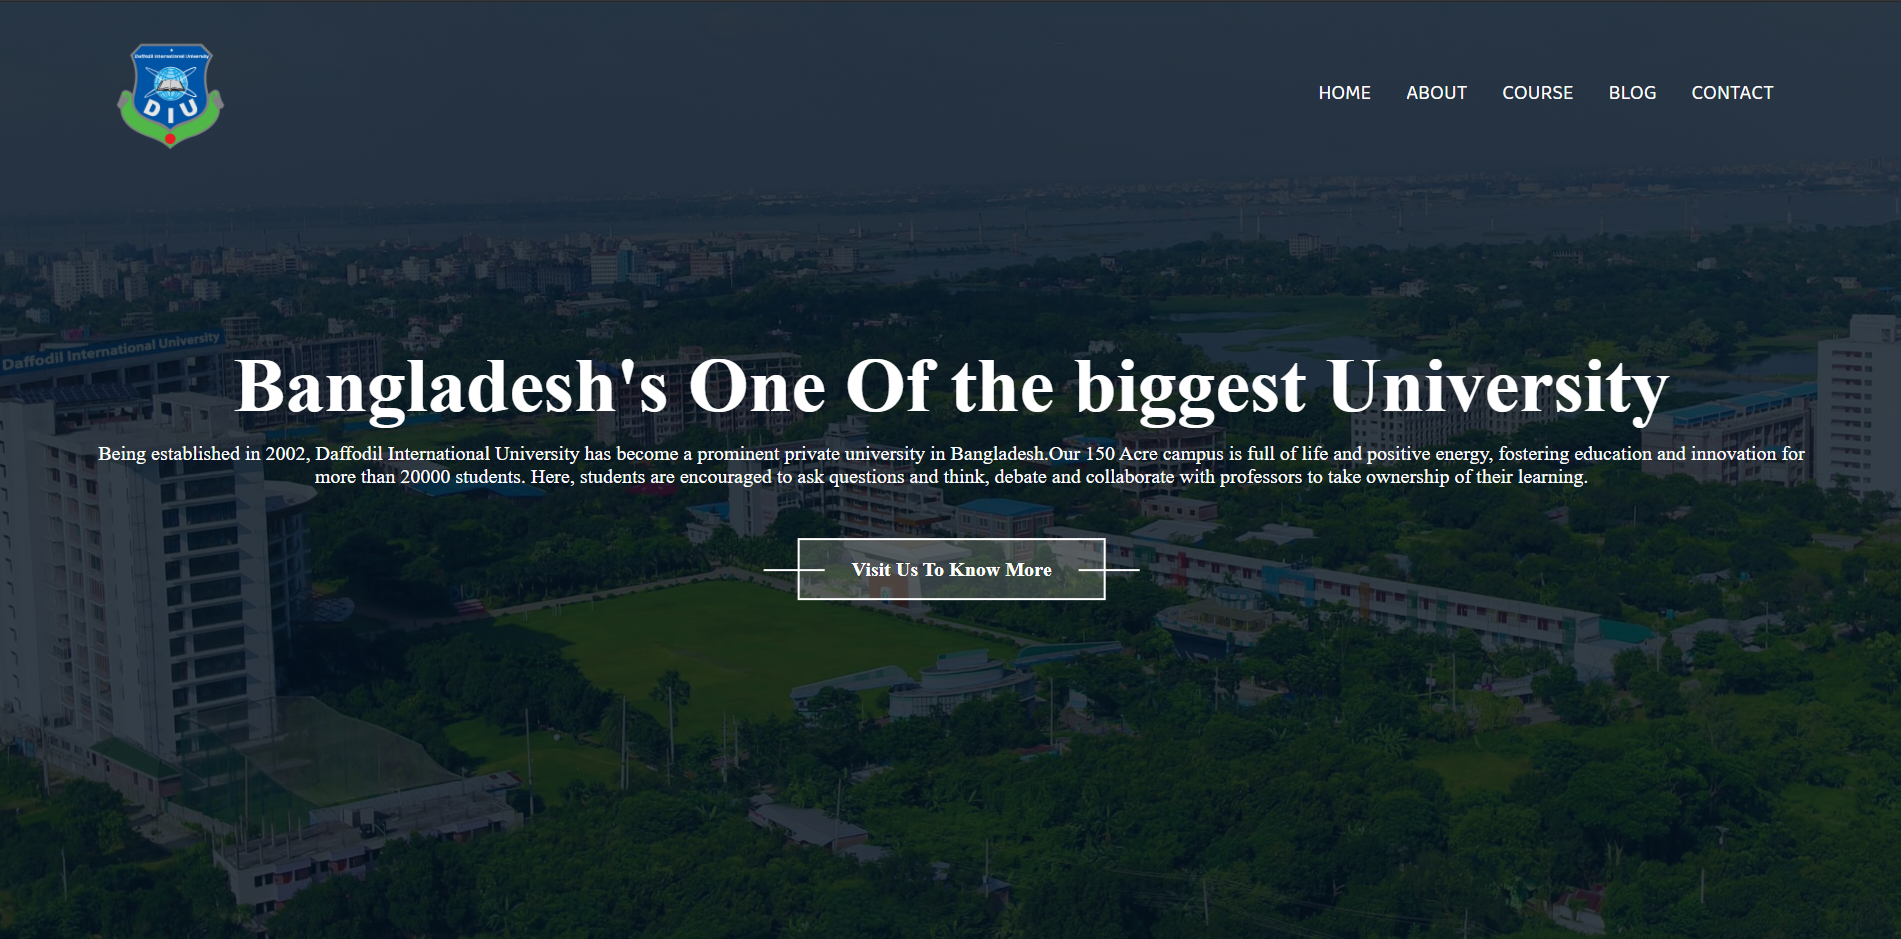 Daffodil International University
DIU
HOME ABOUT COURSE BLOG CONTACT
Daffodil International University
Bangladesh's One Of the biggest University
Being established in 2002, Daffodil International University has become a prominent private university in Bangladesh.Our 150 Acre campus is full of life and positive energy, fostering education and innovation for
more than 20000 students. Here, students are encouraged to ask questions and think, debate and collaborate with professors to take ownership of their learning.
Visit Us To Know More